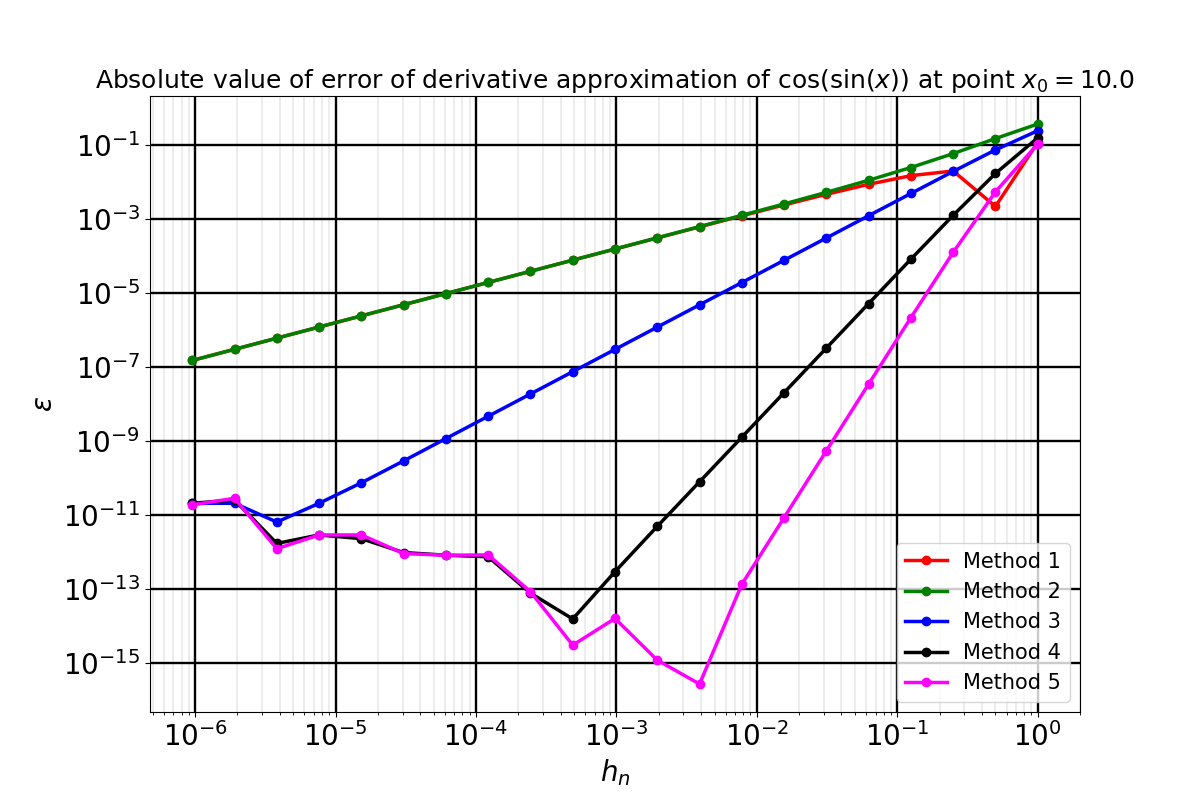 Absolute value of error of derivative approximation of cos(sin(x)) at point x₀ = 10.0
10⁻¹
10⁻³
10⁻⁵
10⁻⁷
10⁻⁹
10⁻¹¹
10⁻¹³
10⁻¹⁵
ε
Method 1
Method 2
Method 3
Method 4
Method 5
10⁻⁶ 10⁻⁵ 10⁻⁴ 10⁻³ 10⁻² 10⁻¹ 10⁰
hₙ